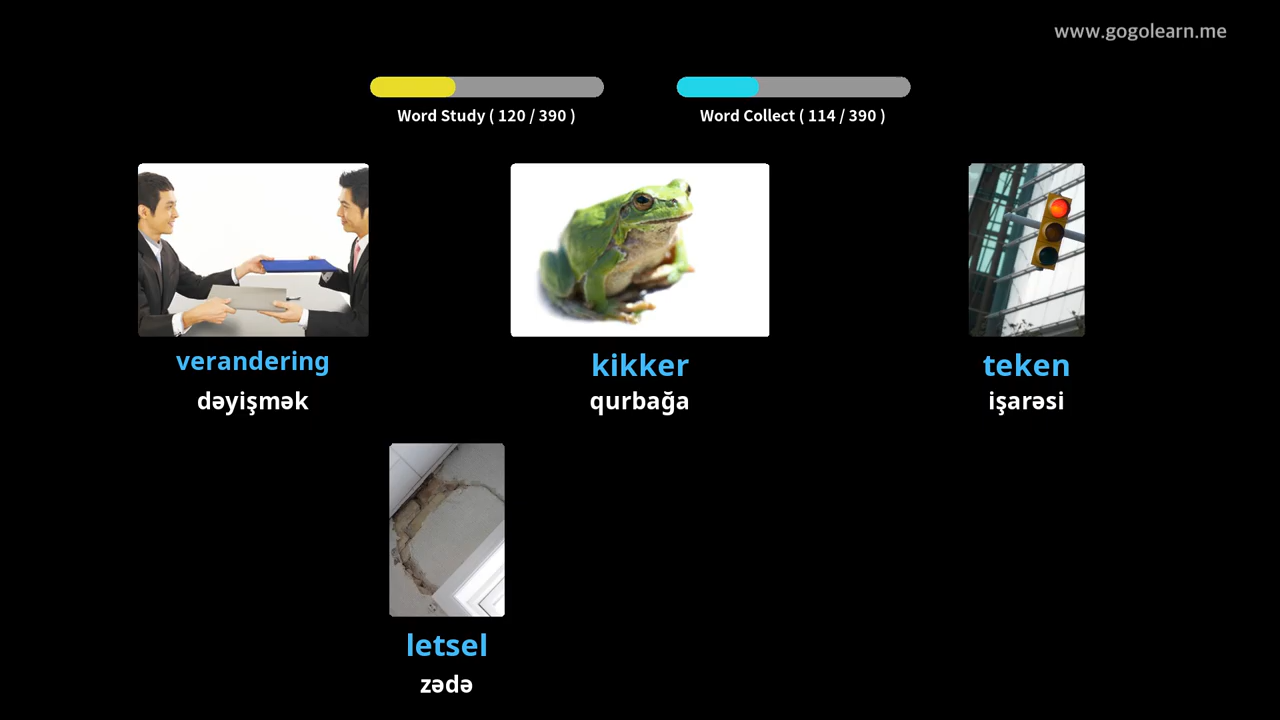 www.gogolearn.me
Word Study ( 120 / 390 )
Word Collect ( 114 / 390 )
verandering
dəyişmək
kikker
qurbağa
teken
işarəsi
letsel
zədə